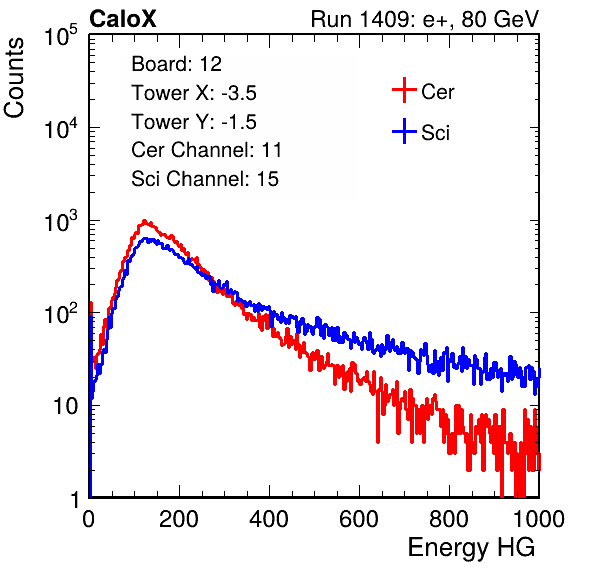 CaloX Run 1409: e+, 80 GeV
Counts
Board: 12
Tower X: -3.5
Tower Y: -1.5
Cer Channel: 11
Sci Channel: 15
Cer
Sci
10^5
10^4
10^3
10^2
10
1
0 200 400 600 800 1000
Energy HG